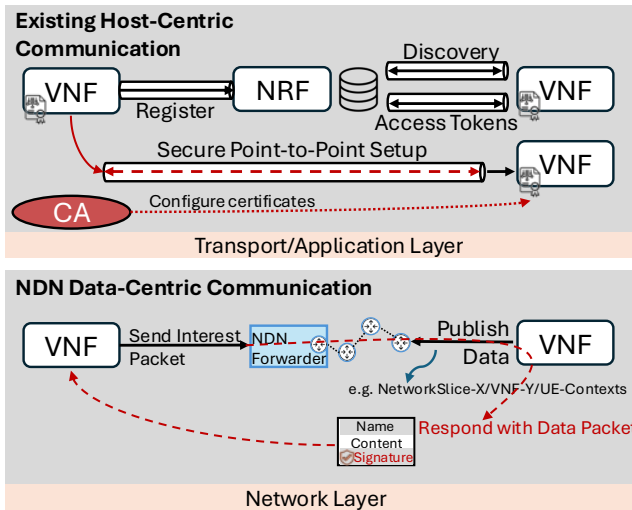 Existing Host-Centric
Communication
VNF
Register
NRF
Discovery
Access Tokens
VNF
Secure Point-to-Point Setup
VNF
CA
Configure certificates
Transport/Application Layer
NDN Data-Centric Communication
VNF
Send Interest
Packet
NDN
Forwarder
Publish
Data
VNF
e.g. NetworkSlice-X/VNF-Y/UE-Contexts
Name
Content
Signature
Respond with Data Packet
Network Layer